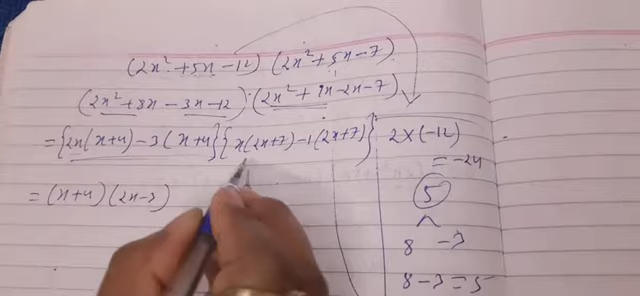 (2x² + 5x - 12) (2x² + 5x - 7)
(2x² + 8x - 3x - 12) · (2x² + 7x - 2x - 7)
= {2x(x+4) - 3(x+4)} {x(2x+7) - 1(2x+7)}
= (x+4) (2x-3)
2 × (-12)
= -24
5
8 -3
8 - 3 = 5